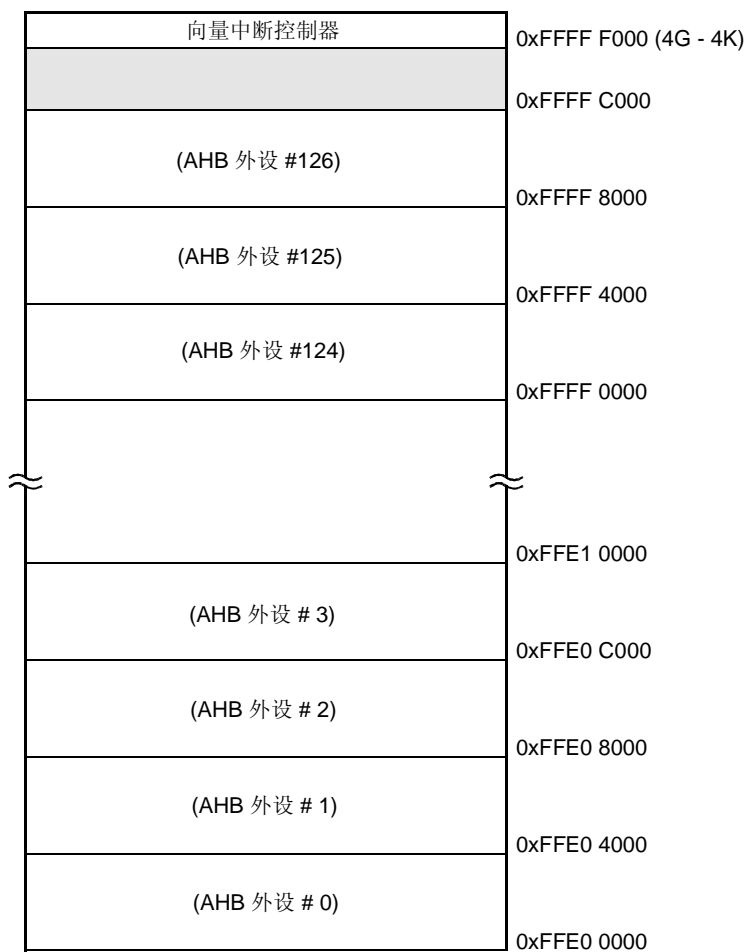 向量中断控制器
0xFFFF F000 (4G - 4K)
0xFFFF C000
(AHB 外设 #126)
0xFFFF 8000
(AHB 外设 #125)
0xFFFF 4000
(AHB 外设 #124)
0xFFFF 0000
0xFFE1 0000
(AHB 外设 # 3)
0xFFE0 C000
(AHB 外设 # 2)
0xFFE0 8000
(AHB 外设 # 1)
0xFFE0 4000
(AHB 外设 # 0)
0xFFE0 0000